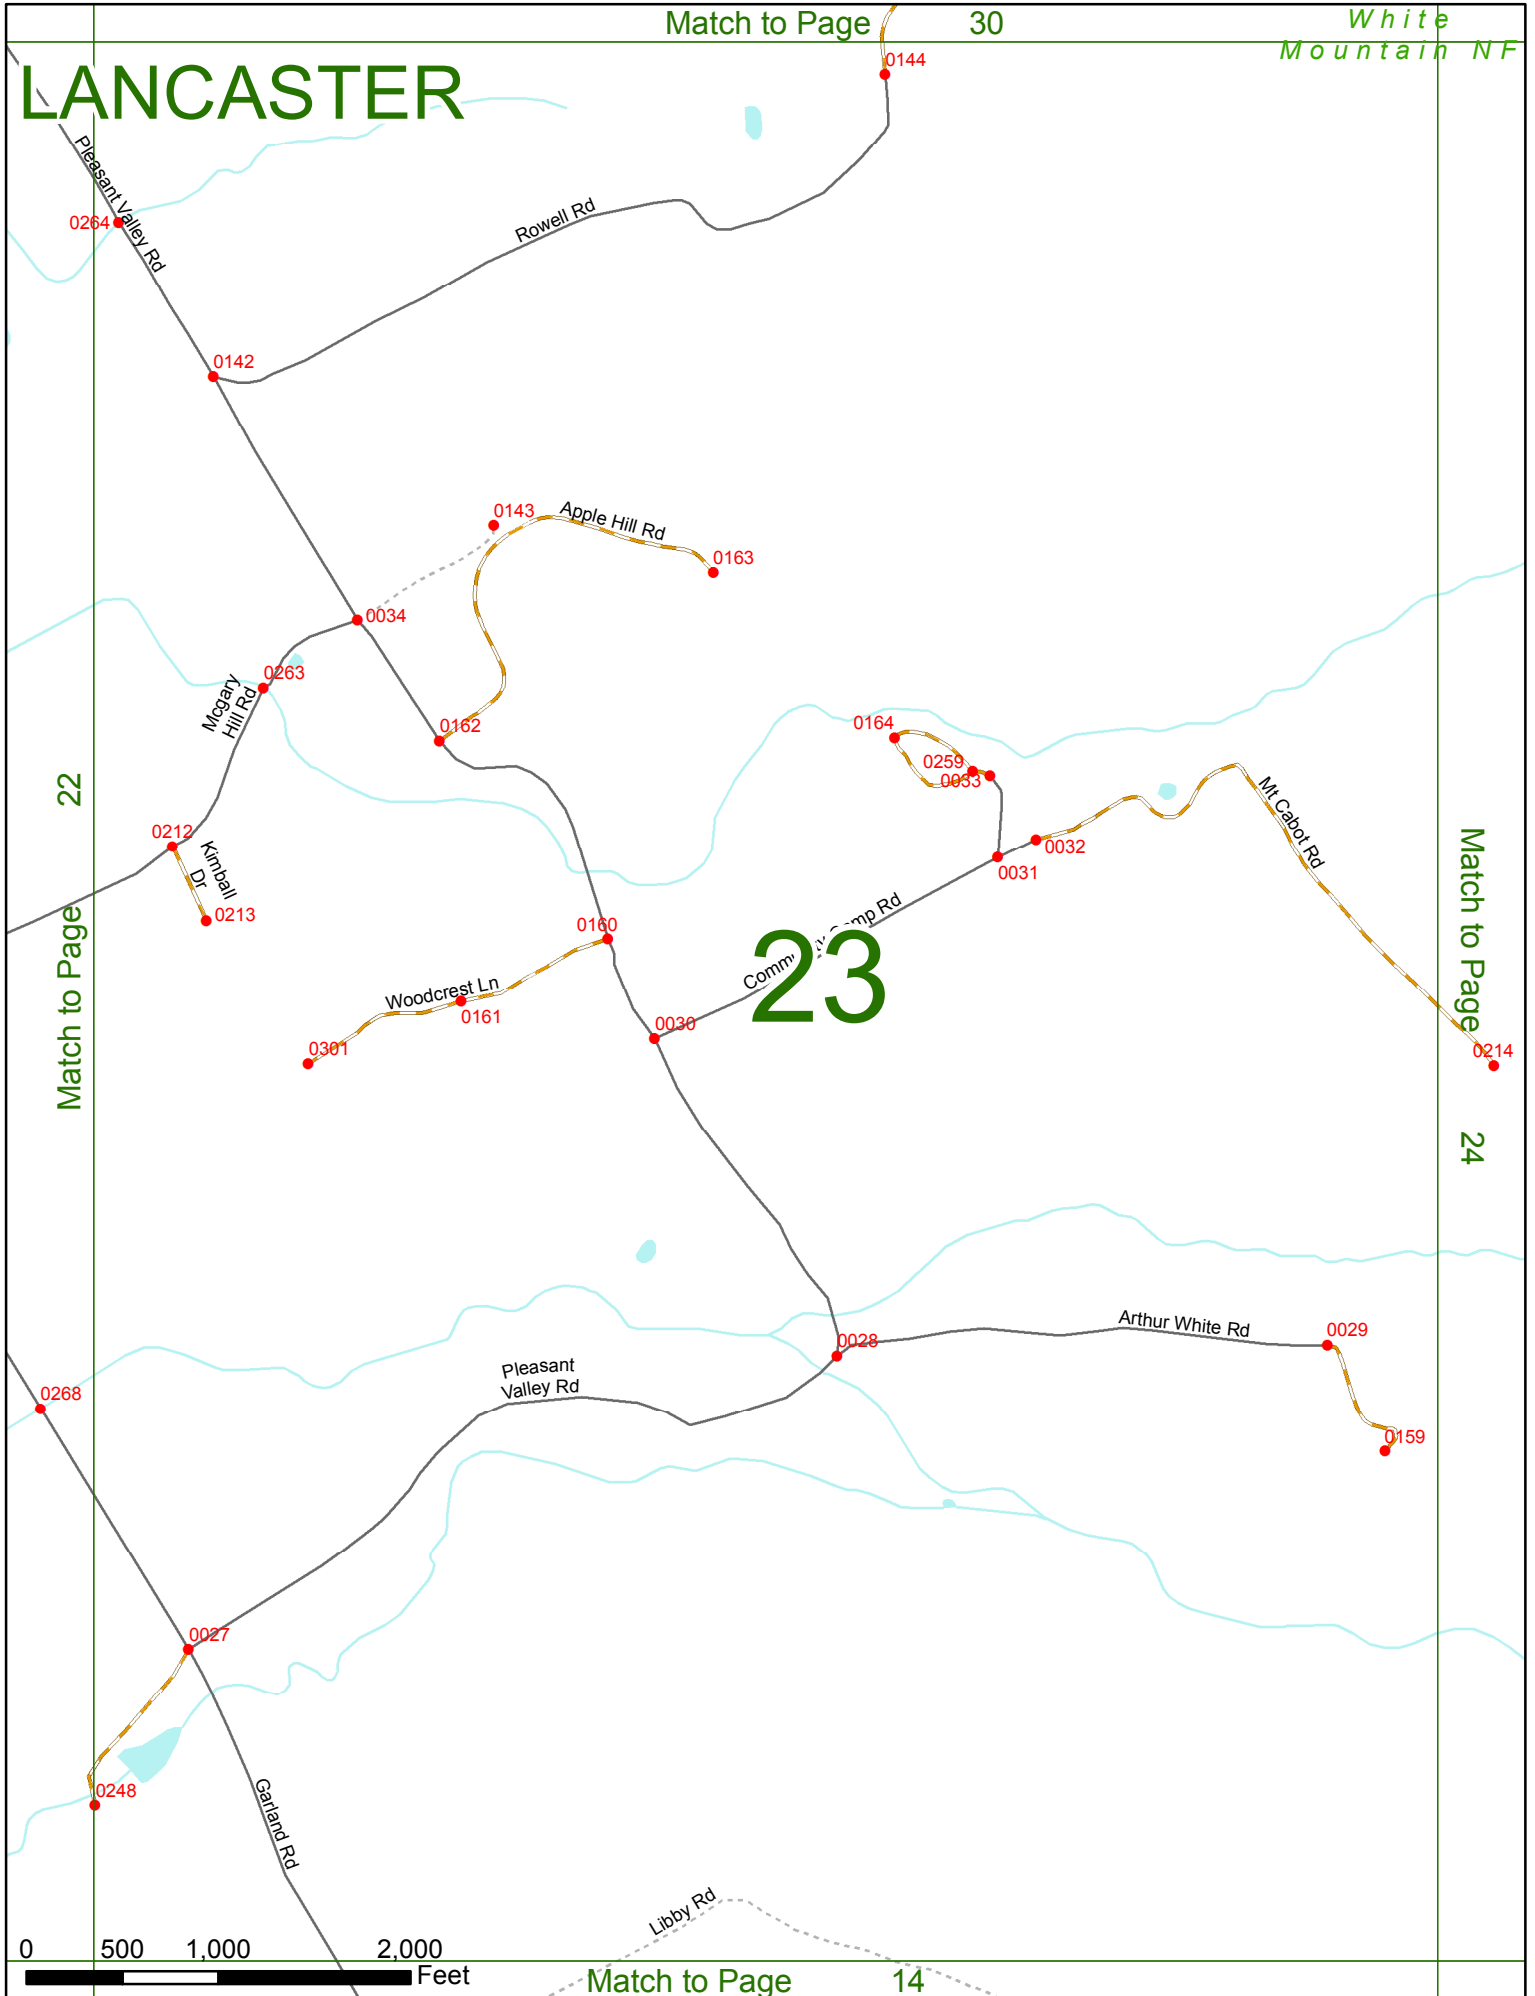 Match to Page 30
White
Mountain NF
LANCASTER
0144
Pleasant Valley Rd
0264
Rowell Rd
0142
0143
Apple Hill Rd
0163
0034
0263
Mcgary
Hill Rd
0162
0164
0259
0033
Mt Cabot Rd
22
Match to Page
0212
Kimball
Dr
0213
0032
0031
Match to Page
24
0160
Camp Rd
23
Woodcrest Ln
0161
0030
0301
0214
Arthur White Rd
0029
0028
Pleasant
Valley Rd
0268
0159
0027
0248
Garland Rd
Libby Rd
0 500 1,000 2,000
Feet
Match to Page 14